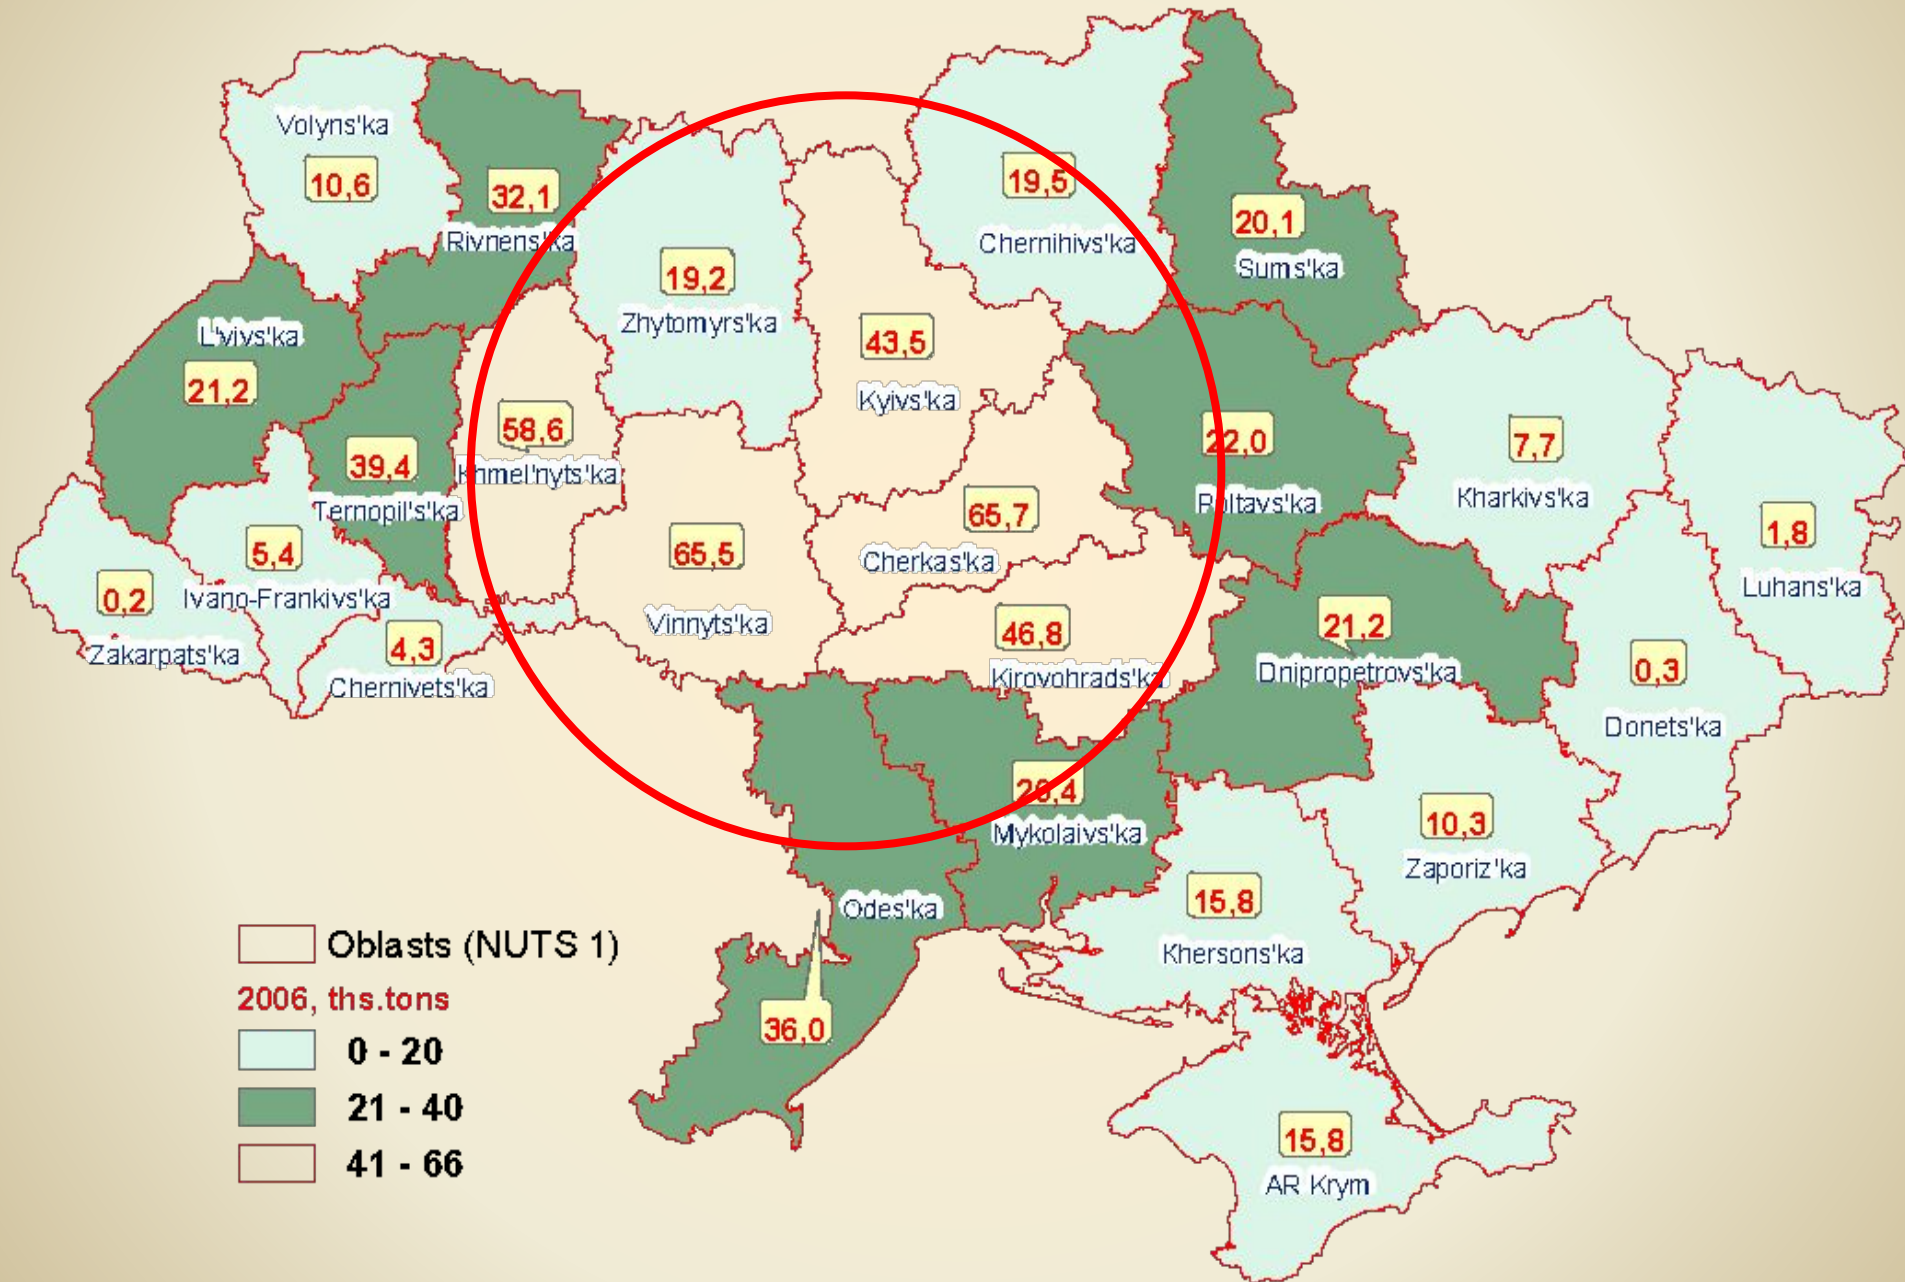 Volyns'ka
10,6
32,1
Rivnens'ka
19,2
Zhytomyrs'ka
19,5
Chernihivs'ka
20,1
Sums'ka
L'vivs'ka
21,2
43,5
Kyivs'ka
58,6
Khmel'nyts'ka
39,4
Ternopil's'ka
22,0
Poltavs'ka
7,7
Kharkivs'ka
1,8
Luhans'ka
65,7
Cherkas'ka
65,5
Vinnyts'ka
5,4
Ivano-Frankivs'ka
0,2
Zakarpats'ka
4,3
Chernivets'ka
46,8
Kirovohrads'ka
21,2
Dnipropetrovs'ka
0,3
Donets'ka
Mykolaivs'ka
10,3
Zaporiz'ka
15,8
Khersons'ka
Odes'ka
36,0
15,8
AR Krym
Oblasts (NUTS 1)
2006, ths.tons
0 - 20
21 - 40
41 - 66